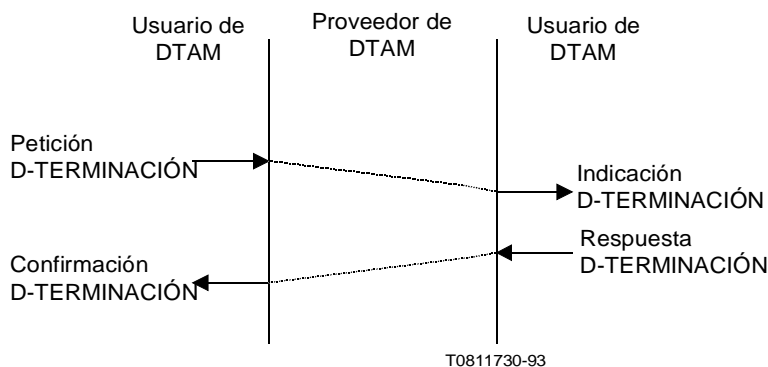 Usuario de
DTAM
Proveedor de
DTAM
Usuario de
DTAM
Petición
D-TERMINACIÓN
Indicación
D-TERMINACIÓN
Respuesta
D-TERMINACIÓN
Confirmación
D-TERMINACIÓN
T0811730-93